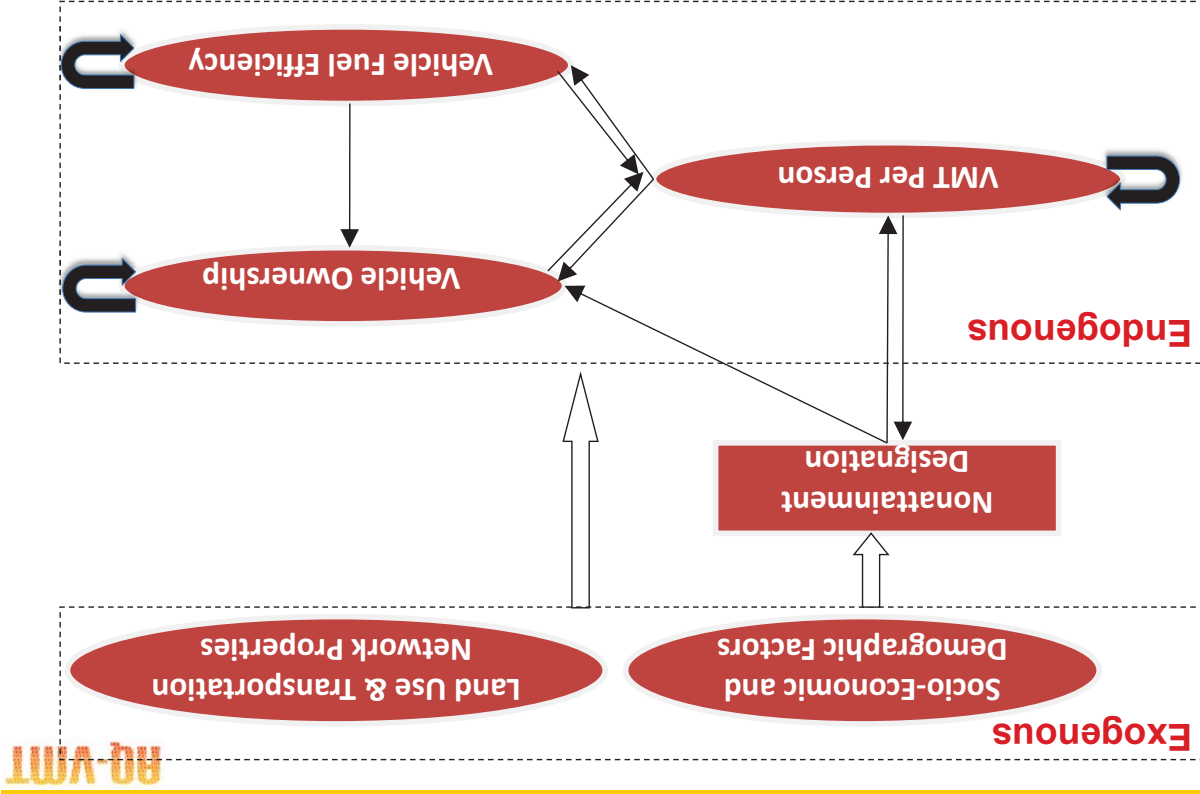 AQ-VMT
Exogenous
Socio-Economic and
Demographic Factors
Land Use & Transportation
Network Properties
Nonattainment
Designation
Endogenous
VMT Per Person
Vehicle Ownership
Vehicle Fuel Efficiency